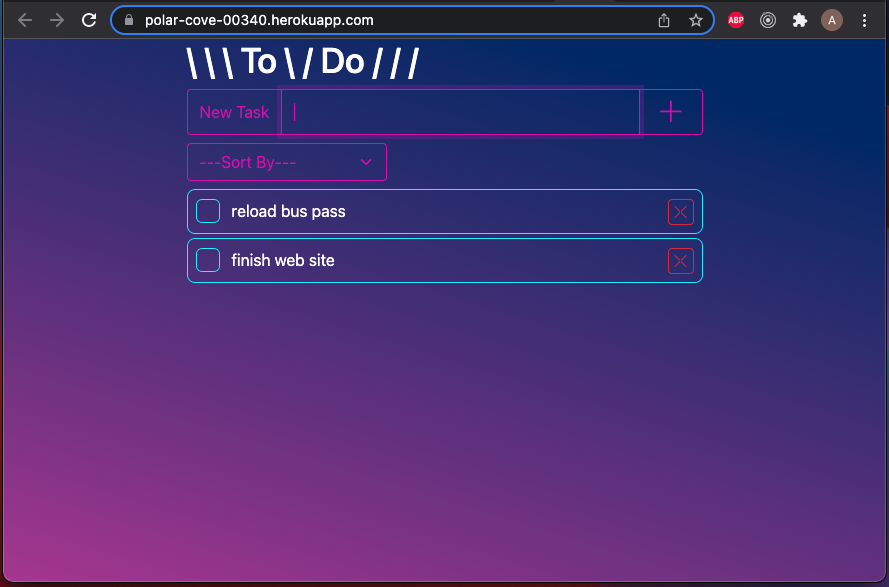 polar-cove-00340.herokuapp.com
ABP
A
\ \ \ To \ / Do / / /
New Task
---Sort By---
reload bus pass
finish web site